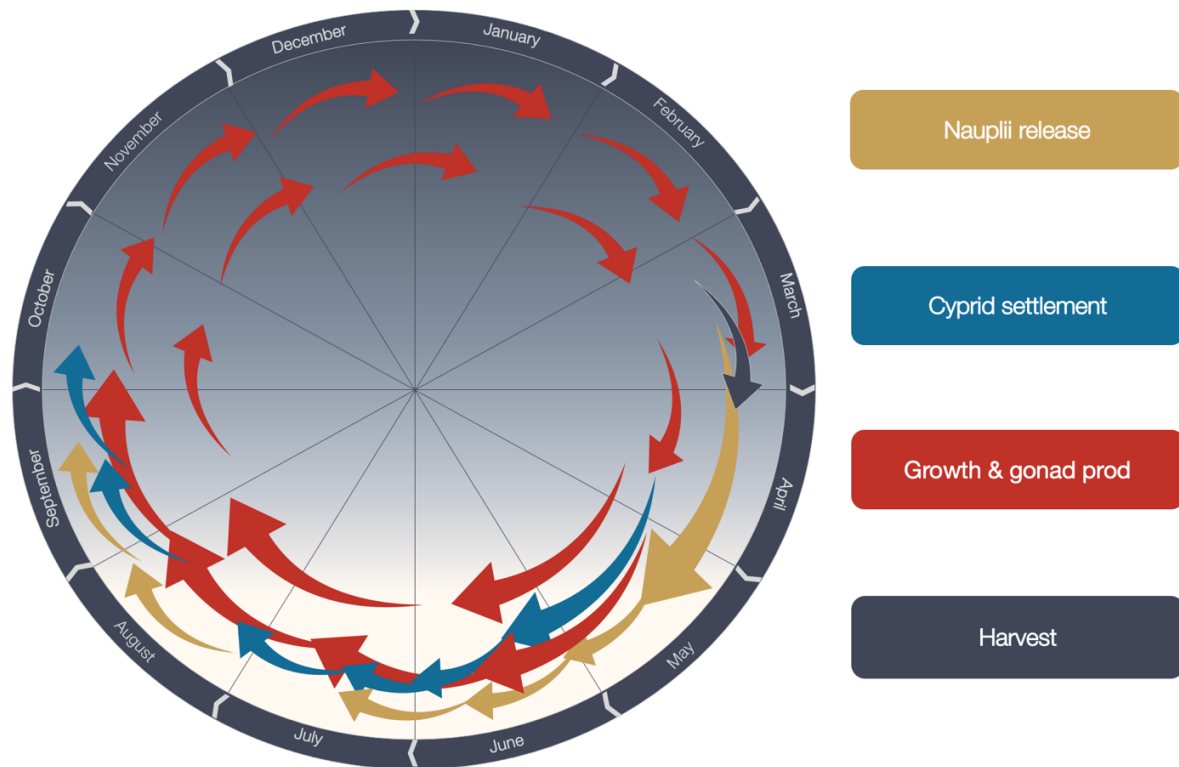 January
February
March
April
May
June
July
August
September
October
November
December
Nauplii release
Cyprid settlement
Growth & gonad prod
Harvest